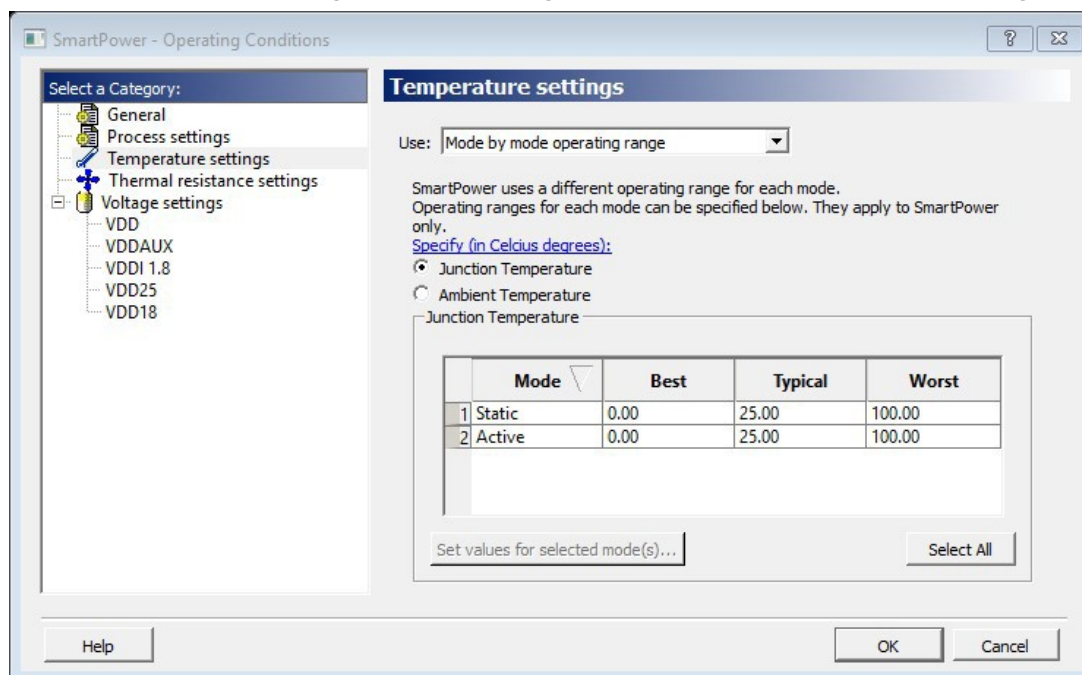 SmartPower - Operating Conditions
Select a Category:
General
Process settings
Temperature settings
Thermal resistance settings
Voltage settings
VDD
VDDAUX
VDDI 1.8
VDD25
VDD18
Temperature settings
Use: Mode by mode operating range
SmartPower uses a different operating range for each mode.
Operating ranges for each mode can be specified below. They apply to SmartPower
only.
Specify (in Celcius degrees):
Junction Temperature
Ambient Temperature
Junction Temperature
Mode Best Typical Worst
1 Static 0.00 25.00 100.00
2 Active 0.00 25.00 100.00
Set values for selected mode(s)... Select All
Help OK Cancel